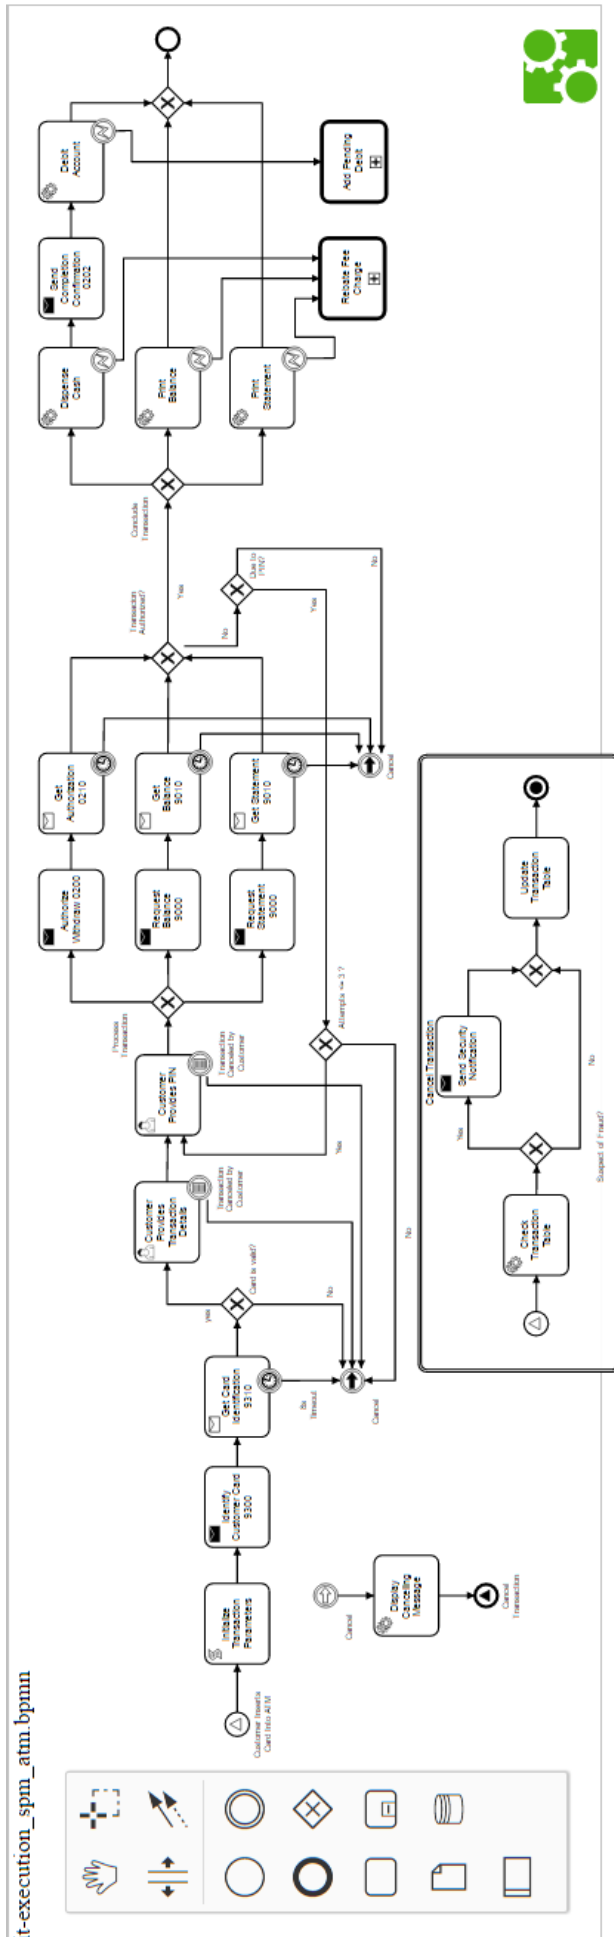 it-execution_spm_atm.bpmn
Customer Inserts
Card Into ATM
Initialize
Transaction
Parameters
Identify
Customer Card
9300
Get Card
Identification
9310
8s
Timeout
Cancel
Card is valid?
yes
No
Customer
Provides
Transaction
Details
Transaction
Canceled by
Customer
Customer
Provides PIN
Transaction
Canceled by
Customer
Yes
No
Attempts <= 3 ?
Process
Transaction
Authorize
Withdraw 0200
Get
Authorization
0210
Request
Balance
9000
Get
Balance
9010
Request
Statement
9000
Get Statement
9010
Cancel
Transacton
Authorized?
Yes
No
Due to
PIN?
Yes
No
Conclude
Transaction
Dispense
Cash
Send
Completion
Confirmation
0202
Debit
Account
Print
Balance
Print
Statement
Rebate Fee
Charge
Add Pending
Debit
Cancel
Display
Canceling
Message
Cancel
Transaction
Cancel Transaction
Check
Transaction
Table
Suspect of Fraud?
Yes
No
Send Security
Notification
Update
Transaction
Table